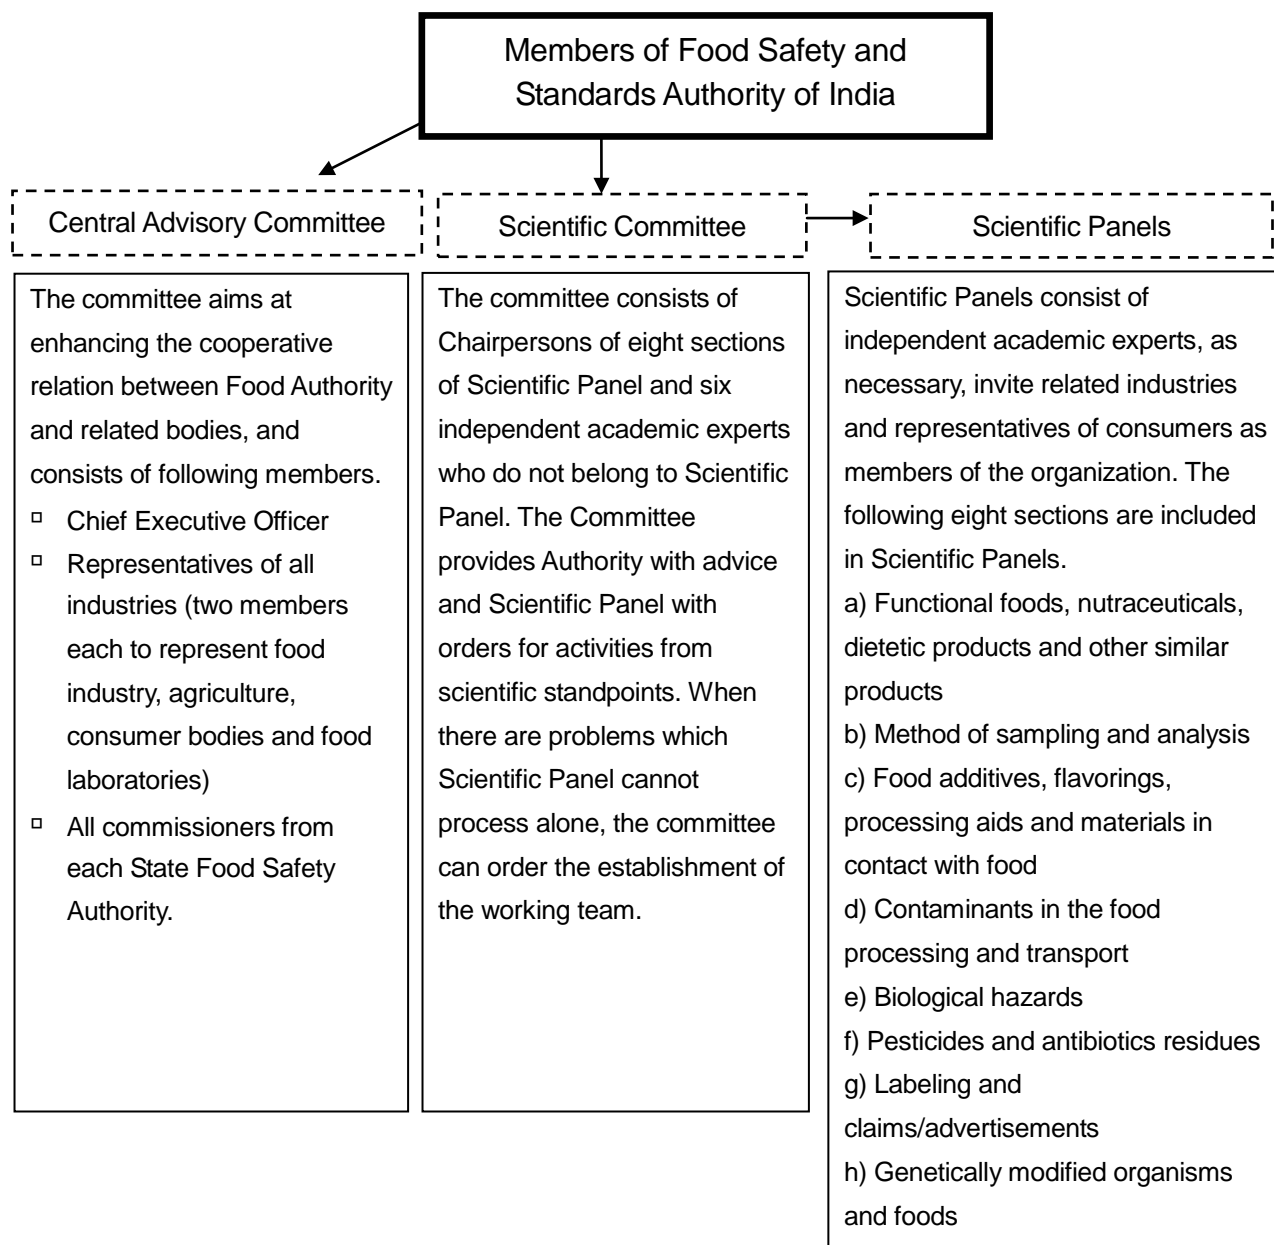 Members of Food Safety and
Standards Authority of India
Central Advisory Committee
Scientific Committee
Scientific Panels
The committee aims at
enhancing the cooperative
relation between Food Authority
and related bodies, and
consists of following members.
Chief Executive Officer
Representatives of all
industries (two members
each to represent food
industry, agriculture,
consumer bodies and food
laboratories)
All commissioners from
each State Food Safety
Authority.
The committee consists of
Chairpersons of eight sections
of Scientific Panel and six
independent academic experts
who do not belong to Scientific
Panel. The Committee
provides Authority with advice
and Scientific Panel with
orders for activities from
scientific standpoints. When
there are problems which
Scientific Panel cannot
process alone, the committee
can order the establishment of
the working team.
Scientific Panels consist of
independent academic experts, as
necessary, invite related industries
and representatives of consumers as
members of the organization. The
following eight sections are included
in Scientific Panels.
a) Functional foods, nutraceuticals,
dietetic products and other similar
products
b) Method of sampling and analysis
c) Food additives, flavorings,
processing aids and materials in
contact with food
d) Contaminants in the food
processing and transport
e) Biological hazards
f) Pesticides and antibiotics residues
g) Labeling and
claims/advertisements
h) Genetically modified organisms
and foods